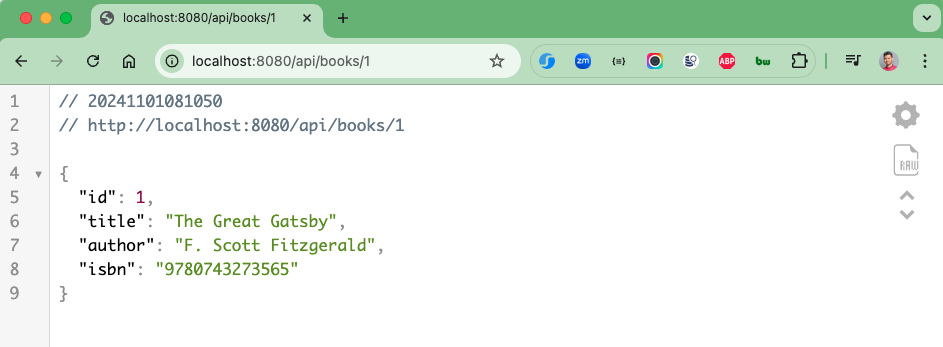 localhost:8080/api/books/1
localhost:8080/api/books/1
zm
{≡}
ABP
bw
1 // 20241101081050
2 // http://localhost:8080/api/books/1
3
4 {
5 "id": 1,
6 "title": "The Great Gatsby",
7 "author": "F. Scott Fitzgerald",
8 "isbn": "9780743273565"
9 }
RAW